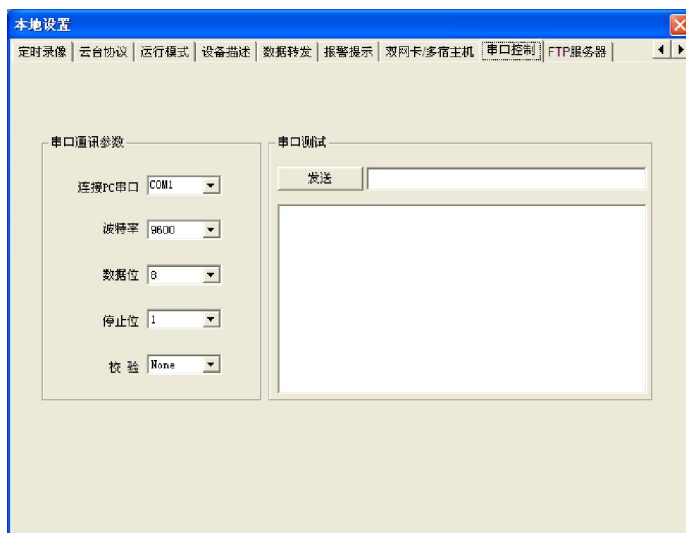 本地设置
定时录像 云台协议 运行模式 设备描述 数据转发 报警提示 双网卡/多宿主机 串口控制 FTP服务器
串口通讯参数
连接PC串口 COM1
波特率 9600
数据位 8
停止位 1
校 验 None
串口测试
发送